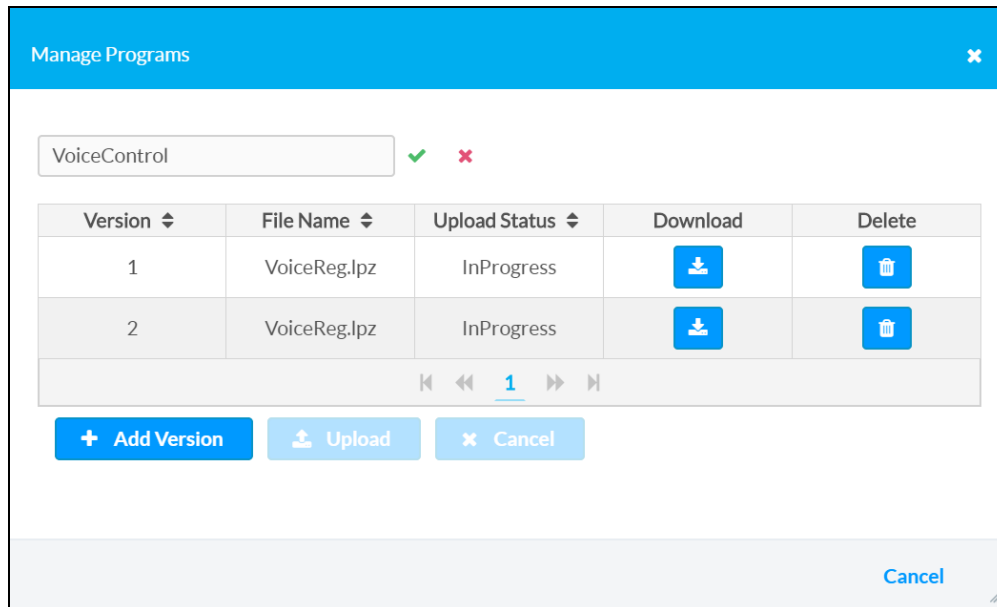 Manage Programs
VoiceControl
Version File Name Upload Status Download Delete
1 VoiceReg.lpz InProgress
2 VoiceReg.lpz InProgress
1
Add Version Upload Cancel
Cancel